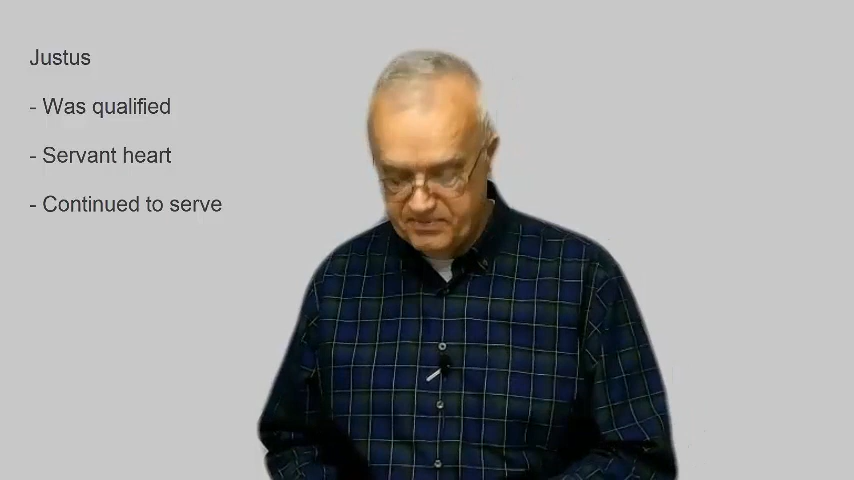 Justus
- Was qualified
- Servant heart
- Continued to serve